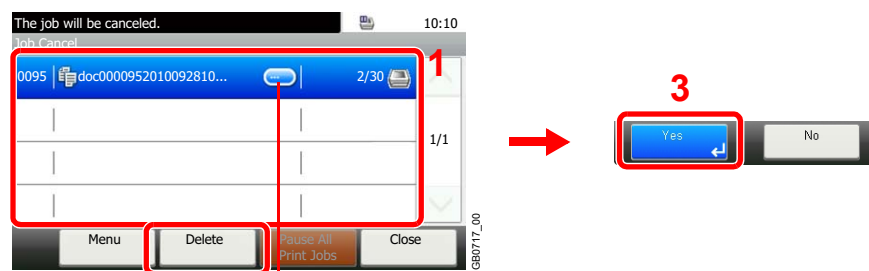 The job will be canceled. 10:10
Job Cancel
0095 doc0000952010092810... ... 2/30
1
1/1
Menu Delete Pause All Print Jobs Close
GB0717_00
3
Yes No